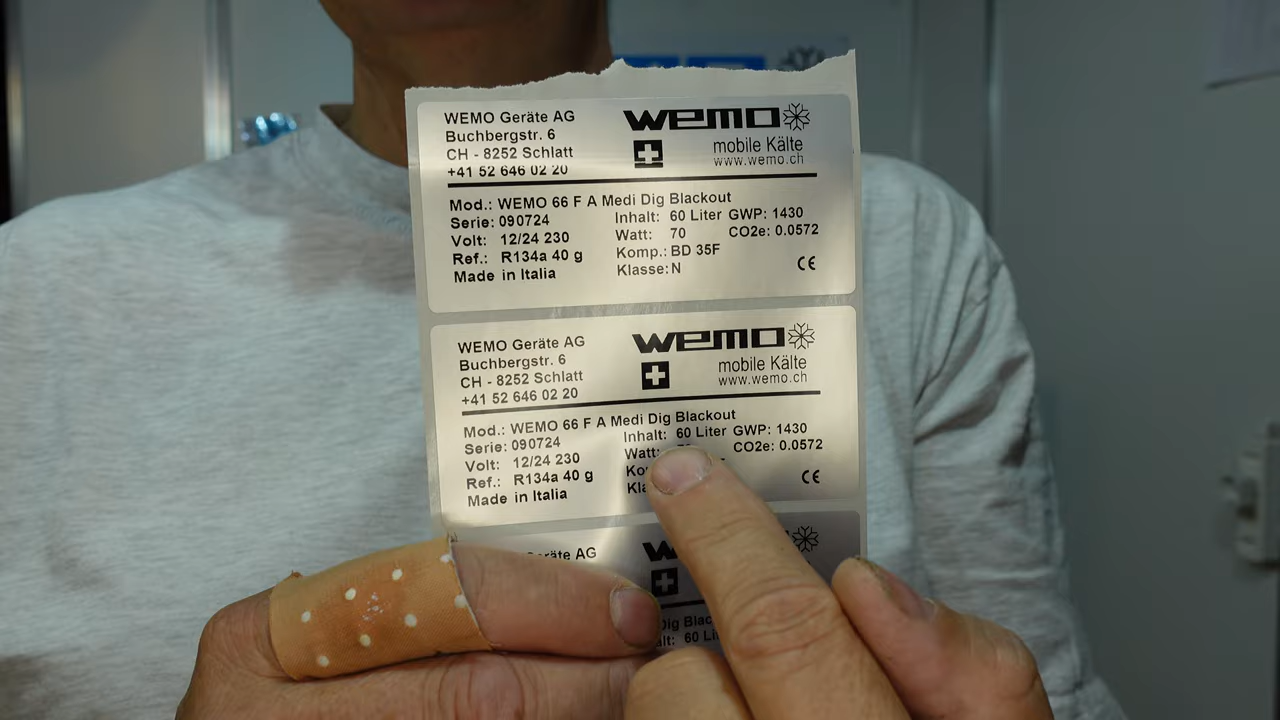 WEMO Geräte AG
Buchbergstr. 6
CH - 8252 Schlatt
+41 52 646 02 20
wemo
mobile Kälte
www.wemo.ch
Mod.: WEMO 66 F A Medi Dig Blackout
Serie: 090724
Volt: 12/24 230
Ref.: R134a 40 g
Made in Italia
Inhalt: 60 Liter GWP: 1430
Watt: 70 CO2e: 0.0572
Komp.: BD 35F
Klasse: N
CE
WEMO Geräte AG
Buchbergstr. 6
CH - 8252 Schlatt
+41 52 646 02 20
wemo
mobile Kälte
www.wemo.ch
Mod.: WEMO 66 F A Medi Dig Blackout
Serie: 090724
Volt: 12/24 230
Ref.: R134a 40 g
Made in Italia
Inhalt: 60 Liter GWP: 1430
Watt: CO2e: 0.0572
CE
AG
60